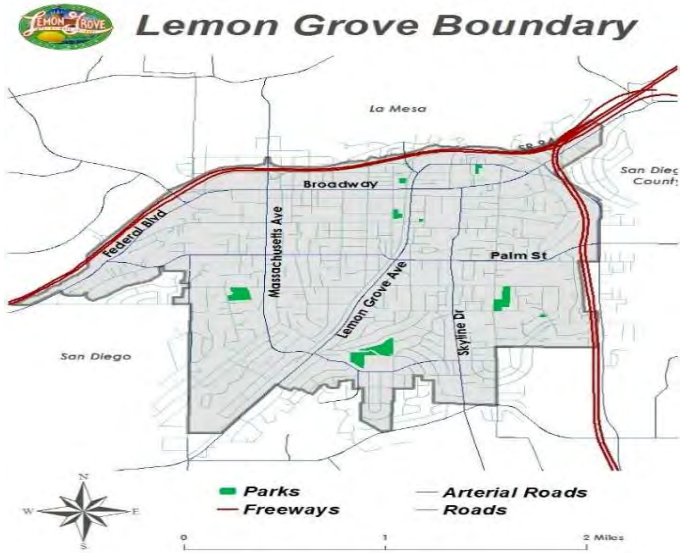 LEMON GROVE
Lemon Grove Boundary
La Mesa
SR 94
San Dieg
County
Broadway
Federal Blvd
Massachusetts Ave
Palm St
Lemon Grove Ave
Skyline Dr
San Diego
N
W
E
S
Parks
Arterial Roads
Freeways
Roads
0
1
2 Miles